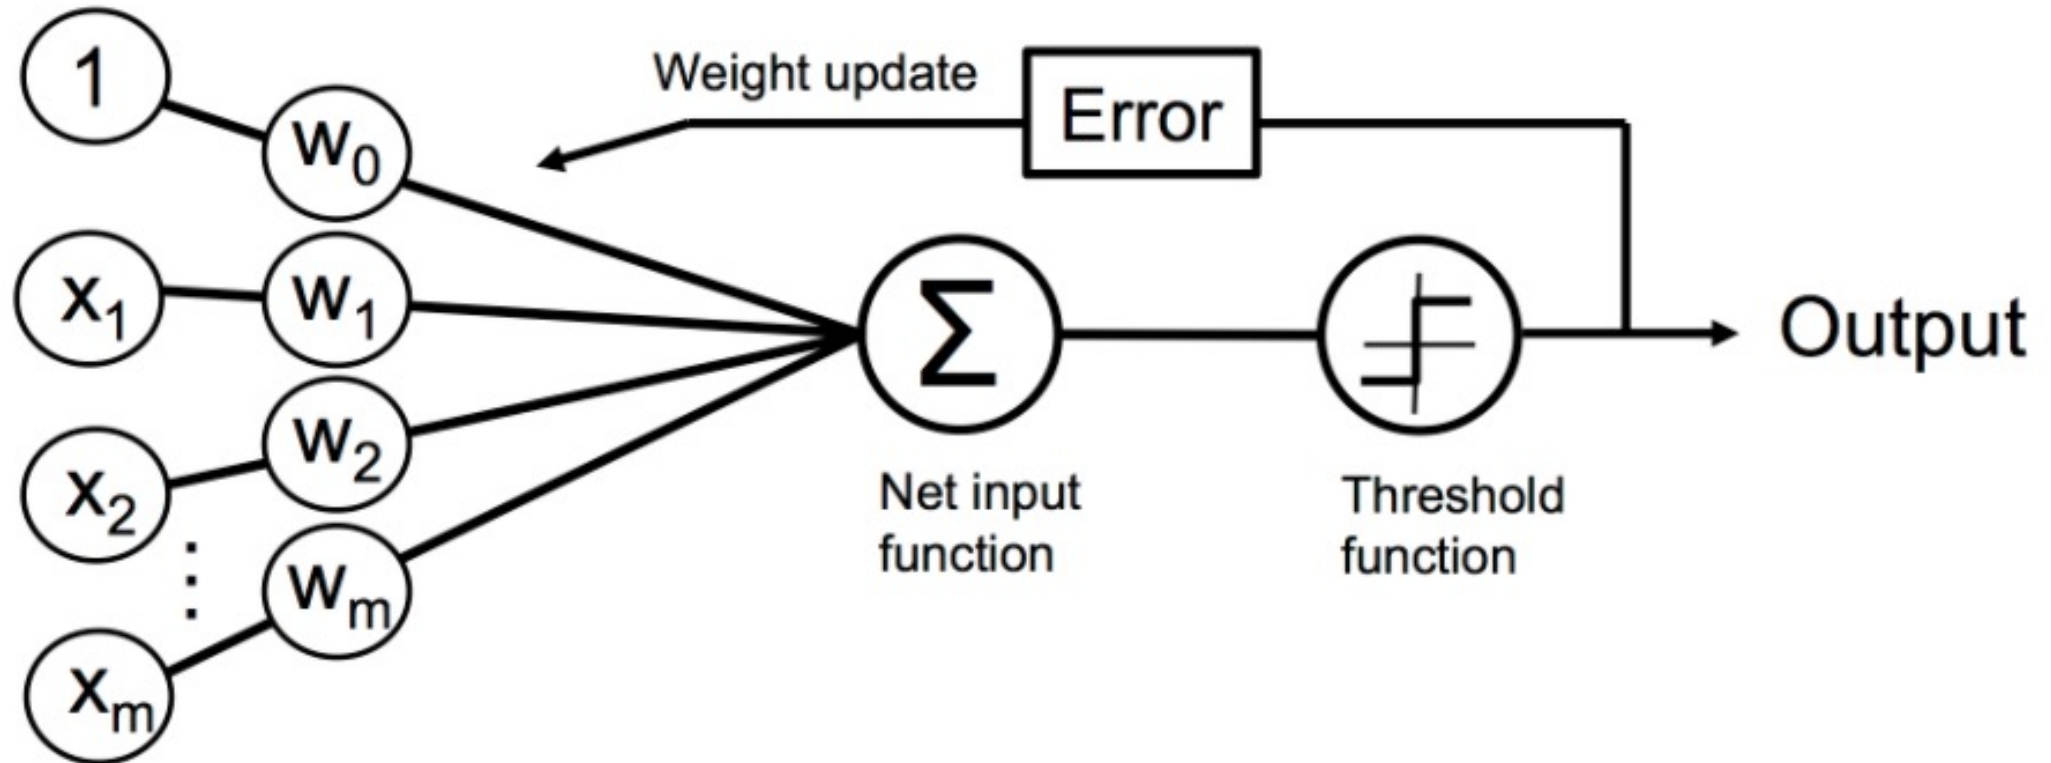 1
w₀
Weight update
Error
x₁
w₁
Σ
Output
x₂
w₂
Net input
function
Threshold
function
⋮
wₘ
xₘ